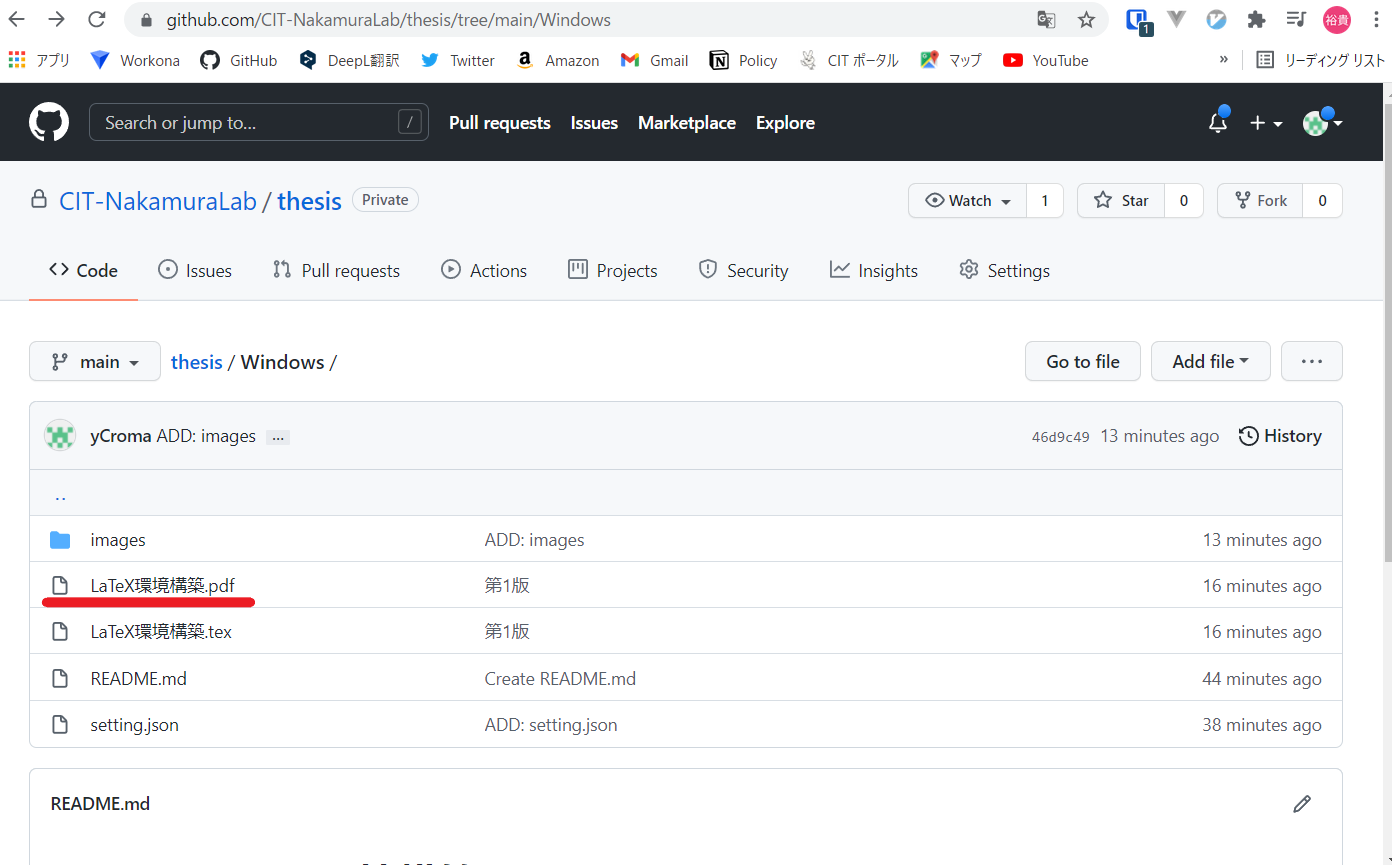 github.com/CIT-NakamuraLab/thesis/tree/main/Windows 1 裕貴
アプリ Workona GitHub DeepL翻訳 Twitter Amazon Gmail Policy CIT ポータル マップ YouTube » リーディング リスト
Search or jump to... / Pull requests Issues Marketplace Explore
CIT-NakamuraLab / thesis Private Watch 1 Star 0 Fork 0
Code Issues Pull requests Actions Projects Security Insights Settings
main thesis / Windows / Go to file Add file ...
yCroma ADD: images ... 46d9c49 13 minutes ago History
..
images ADD: images 13 minutes ago
LaTeX環境構築.pdf 第1版 16 minutes ago
LaTeX環境構築.tex 第1版 16 minutes ago
README.md Create README.md 44 minutes ago
setting.json ADD: setting.json 38 minutes ago
README.md